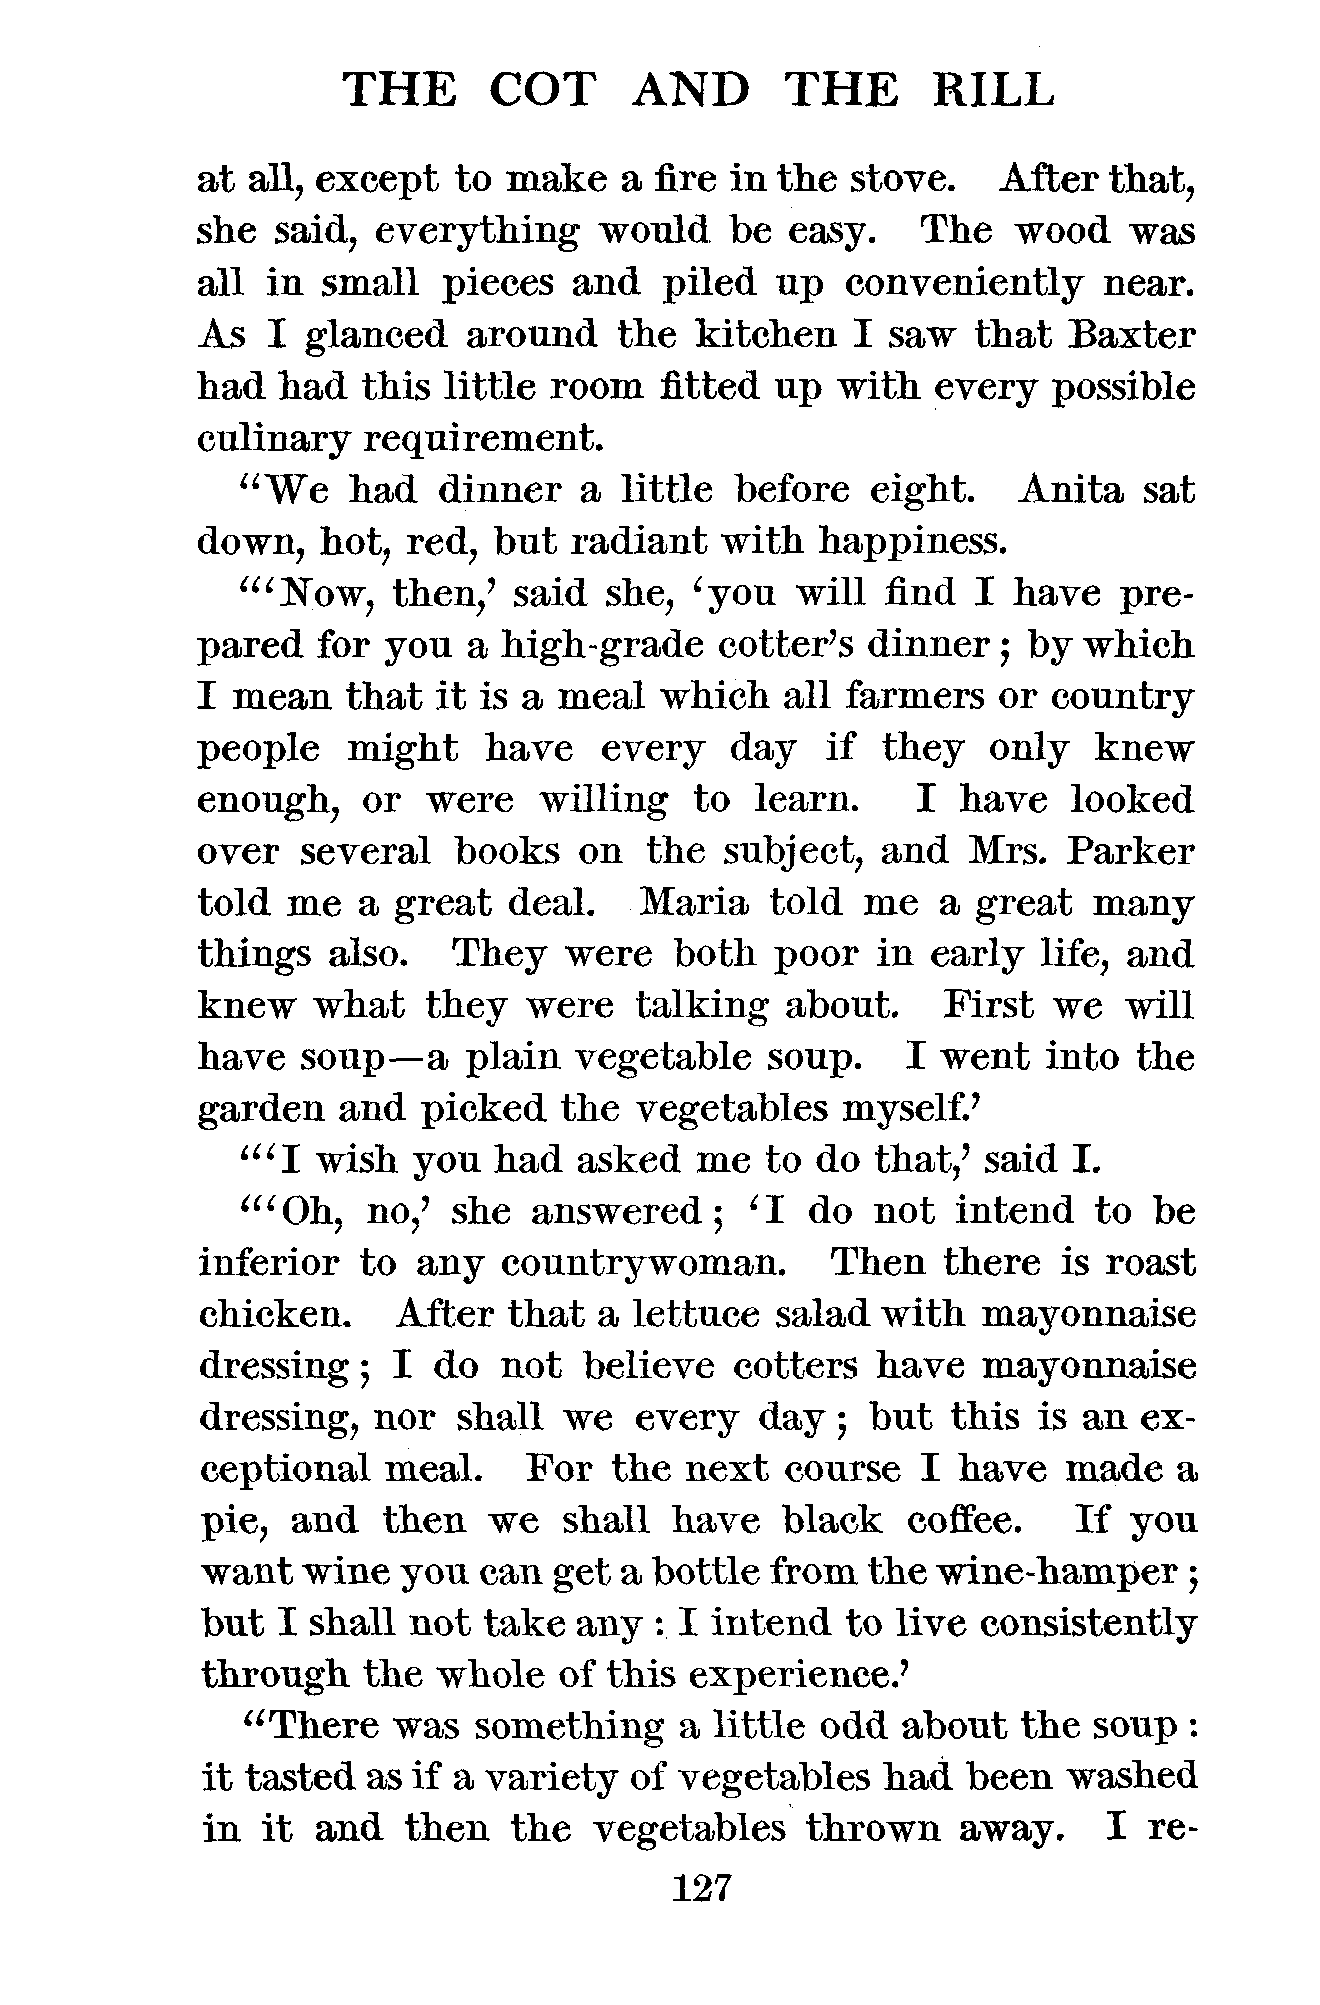 THE COT AND THE RILL
at all, except to make a fire in the stove. After that,
she said, everything would be easy. The wood was
all in small pieces and piled up conveniently near.
As I glanced around the kitchen I saw that Baxter
had had this little room fitted up with every possible
culinary requirement.
“We had dinner a little before eight. Anita sat
down, hot, red, but radiant with happiness.
“‘Now, then,’ said she, ‘you will find I have pre-
pared for you a high-grade cotter’s dinner; by which
I mean that it is a meal which all farmers or country
people might have every day if they only knew
enough, or were willing to learn. I have looked
over several books on the subject, and Mrs. Parker
told me a great deal. Maria told me a great many
things also. They were both poor in early life, and
knew what they were talking about. First we will
have soup—a plain vegetable soup. I went into the
garden and picked the vegetables myself.’
“‘I wish you had asked me to do that,’ said I.
“‘Oh, no,’ she answered; ‘I do not intend to be
inferior to any countrywoman. Then there is roast
chicken. After that a lettuce salad with mayonnaise
dressing; I do not believe cotters have mayonnaise
dressing, nor shall we every day; but this is an ex-
ceptional meal. For the next course I have made a
pie, and then we shall have black coffee. If you
want wine you can get a bottle from the wine-hamper;
but I shall not take any: I intend to live consistently
through the whole of this experience.’
“There was something a little odd about the soup:
it tasted as if a variety of vegetables had been washed
in it and then the vegetables thrown away. I re-
127